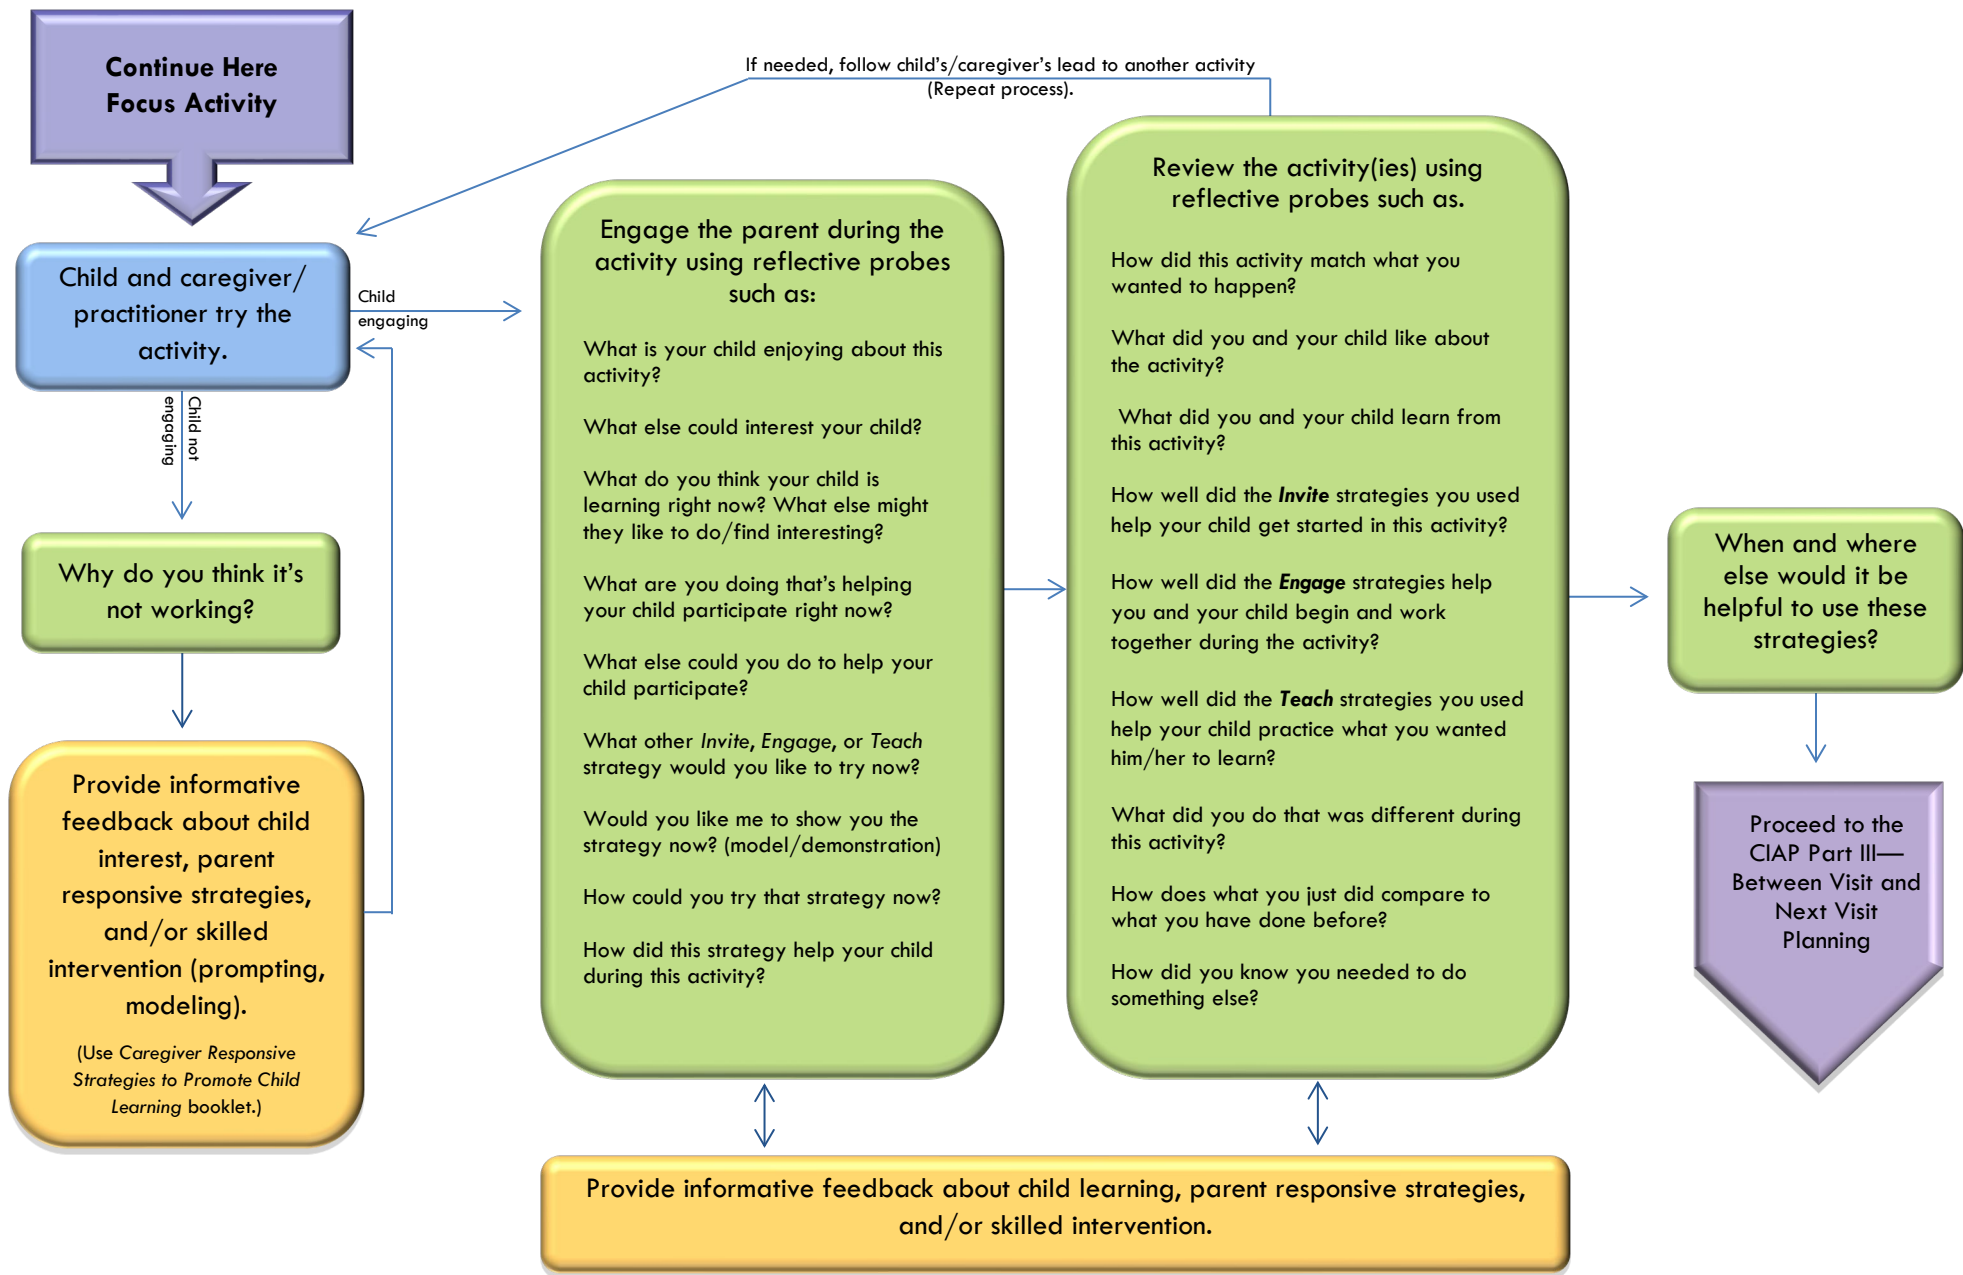 Continue Here
Focus Activity
If needed, follow child's/caregiver's lead to another activity
(Repeat process).
Child and caregiver/
practitioner try the
activity.
Child
engaging
Child not
engaging
Why do you think it's
not working?
Provide informative
feedback about child
interest, parent
responsive strategies,
and/or skilled
intervention (prompting,
modeling).
(Use Caregiver Responsive
Strategies to Promote Child
Learning booklet.)
Engage the parent during the
activity using reflective probes
such as:
What is your child enjoying about this
activity?
What else could interest your child?
What do you think your child is
learning right now? What else might
they like to do/find interesting?
What are you doing that's helping
your child participate right now?
What else could you do to help your
child participate?
What other Invite, Engage, or Teach
strategy would you like to try now?
Would you like me to show you the
strategy now? (model/demonstration)
How could you try that strategy now?
How did this strategy help your child
during this activity?
Review the activity(ies) using
reflective probes such as.
How did this activity match what you
wanted to happen?
What did you and your child like about
the activity?
What did you and your child learn from
this activity?
How well did the Invite strategies you used
help your child get started in this activity?
How well did the Engage strategies help
you and your child begin and work
together during the activity?
How well did the Teach strategies you used
help your child practice what you wanted
him/her to learn?
What did you do that was different during
this activity?
How does what you just did compare to
what you have done before?
How did you know you needed to do
something else?
When and where
else would it be
helpful to use these
strategies?
Proceed to the
CIAP Part III—
Between Visit and
Next Visit
Planning
Provide informative feedback about child learning, parent responsive strategies,
and/or skilled intervention.